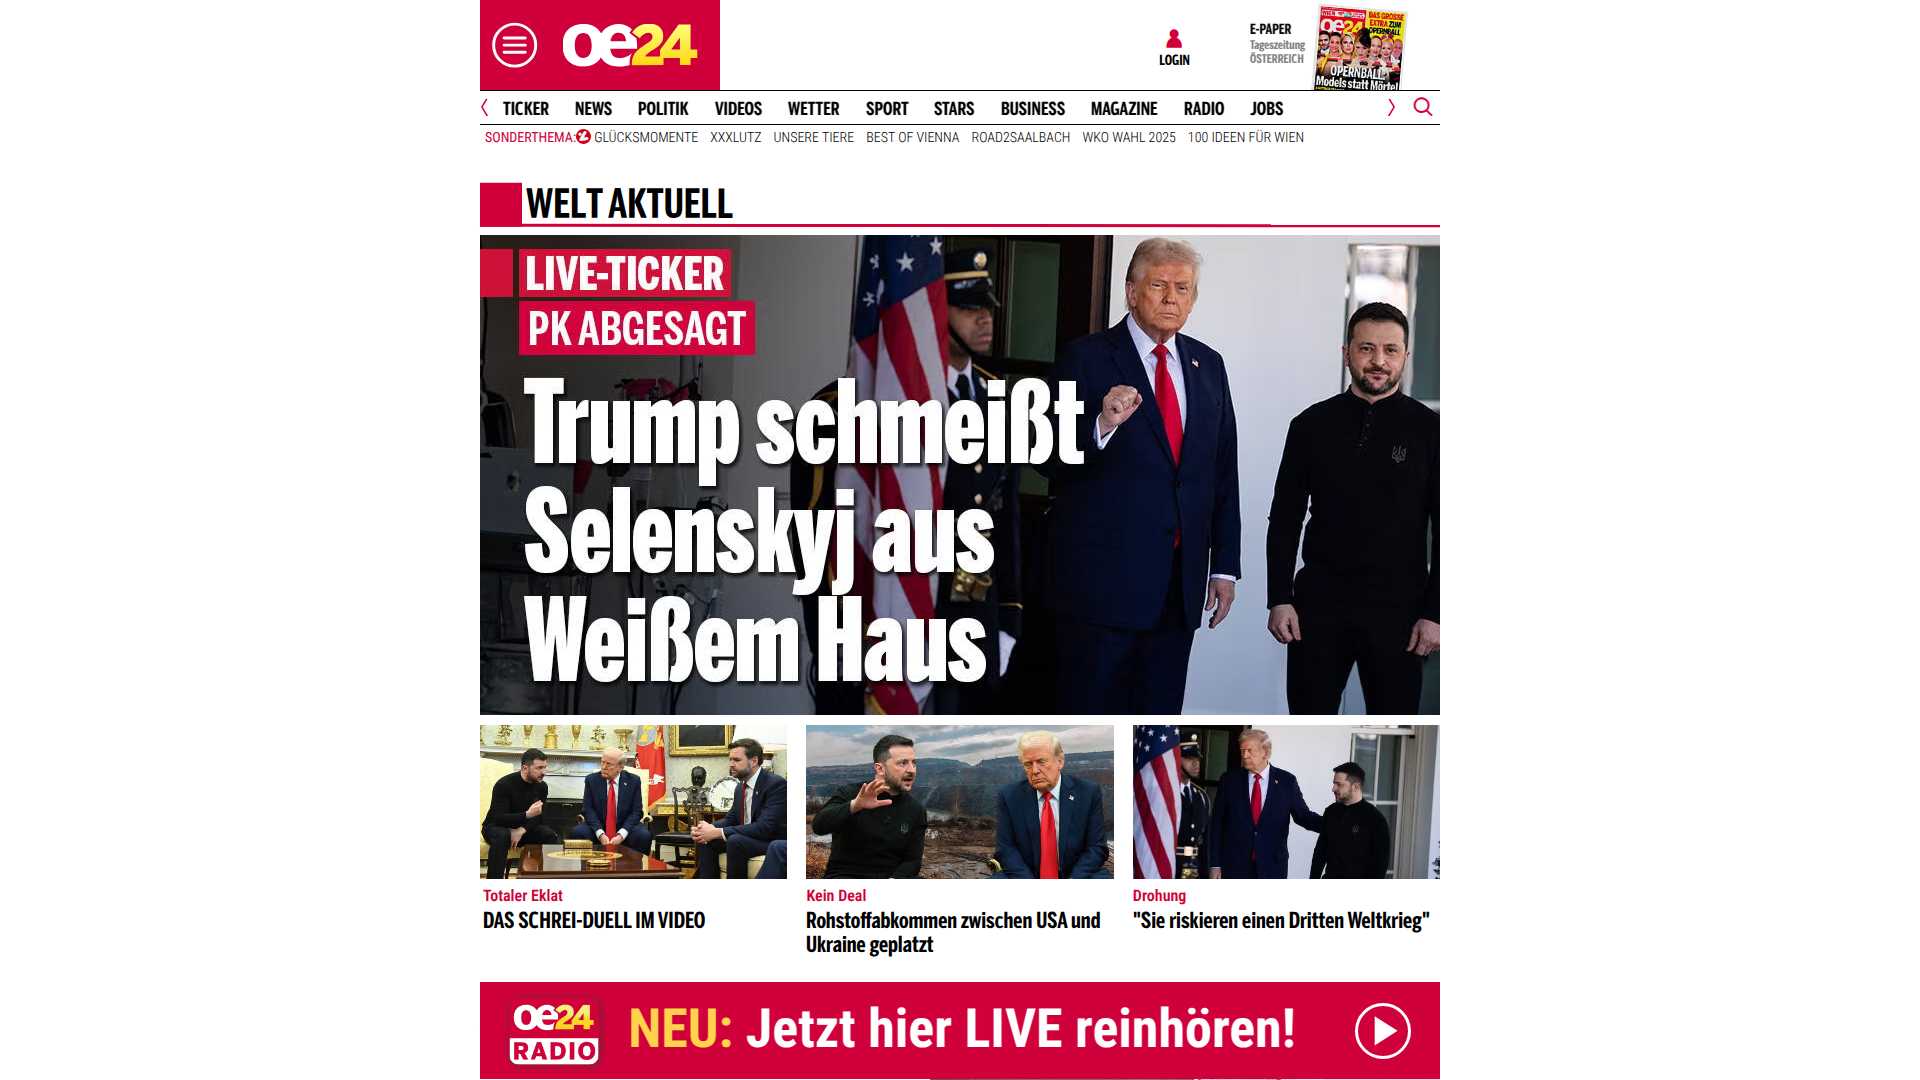 oe24
LOGIN
E-PAPER
Tageszeitung
ÖSTERREICH
DAS GROSSE
EXTRA ZUM
OPERNBALL
oe24
OPERNBALL:
Models statt Mörtel
TICKER NEWS POLITIK VIDEOS WETTER SPORT STARS BUSINESS MAGAZINE RADIO JOBS
SONDERTHEMA: GLÜCKSMOMENTE XXXLUTZ UNSERE TIERE BEST OF VIENNA ROAD2SAALBACH WKO WAHL 2025 100 IDEEN FÜR WIEN
WELT AKTUELL
LIVE-TICKER
PK ABGESAGT
Trump schmeißt
Selenskyj aus
Weißem Haus
Totaler Eklat
DAS SCHREI-DUELL IM VIDEO
Kein Deal
Rohstoffabkommen zwischen USA und
Ukraine geplatzt
Drohung
"Sie riskieren einen Dritten Weltkrieg"
oe24
RADIO
NEU: Jetzt hier LIVE reinhören!